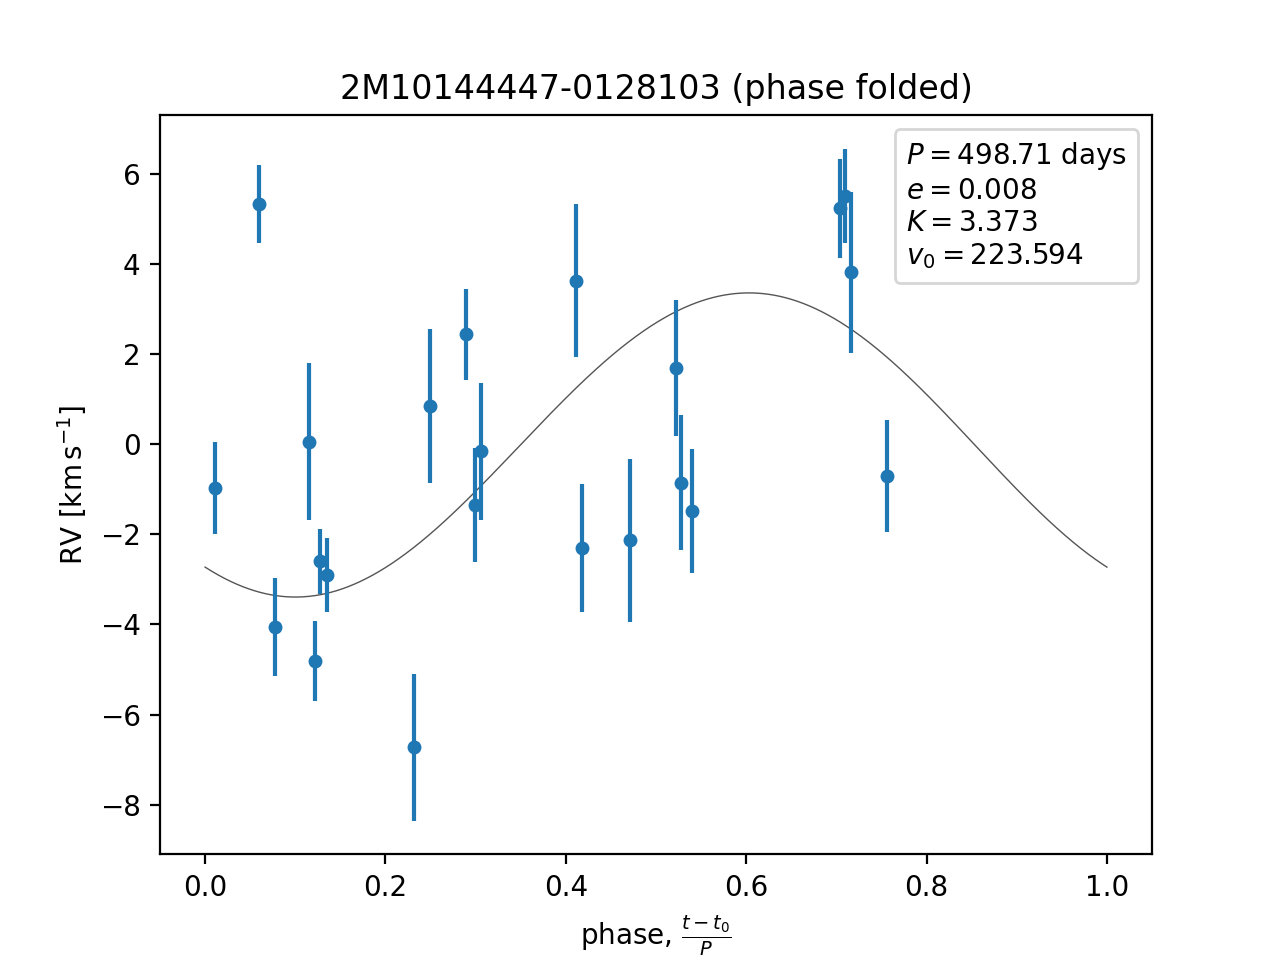 2M10144447-0128103 (phase folded)
P = 498.71 days
e = 0.008
K = 3.373
v₀ = 223.594
6
4
2
0
−2
−4
−6
−8
RV [km s⁻¹]
0.0 0.2 0.4 0.6 0.8 1.0
phase, (t − t₀)/P